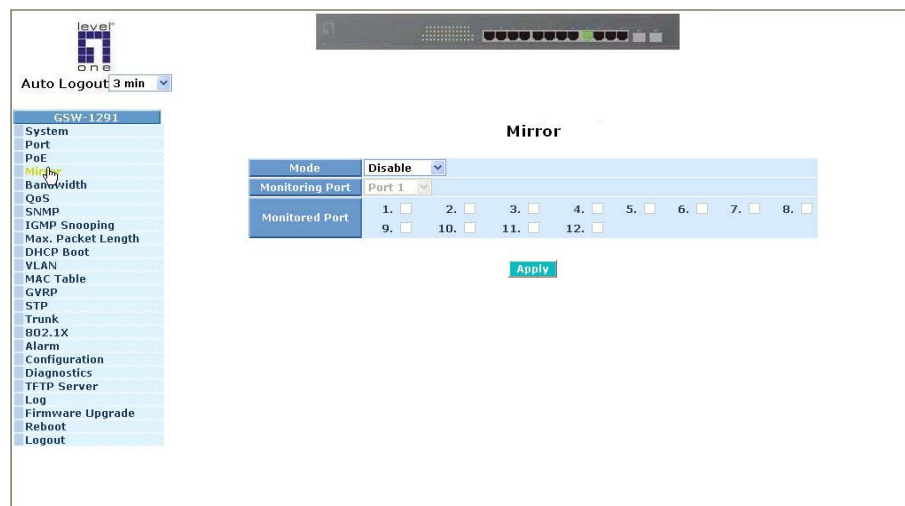 level
one
Auto Logout 3 min
GSW-1291
System
Port
PoE
Mirror
Bandwidth
QoS
SNMP
IGMP Snooping
Max. Packet Length
DHCP Boot
VLAN
MAC Table
GVRP
STP
Trunk
802.1X
Alarm
Configuration
Diagnostics
TFTP Server
Log
Firmware Upgrade
Reboot
Logout
Mirror
Mode Disable
Monitoring Port Port 1
Monitored Port
1. 2. 3. 4. 5. 6. 7. 8.
9. 10. 11. 12.
Apply